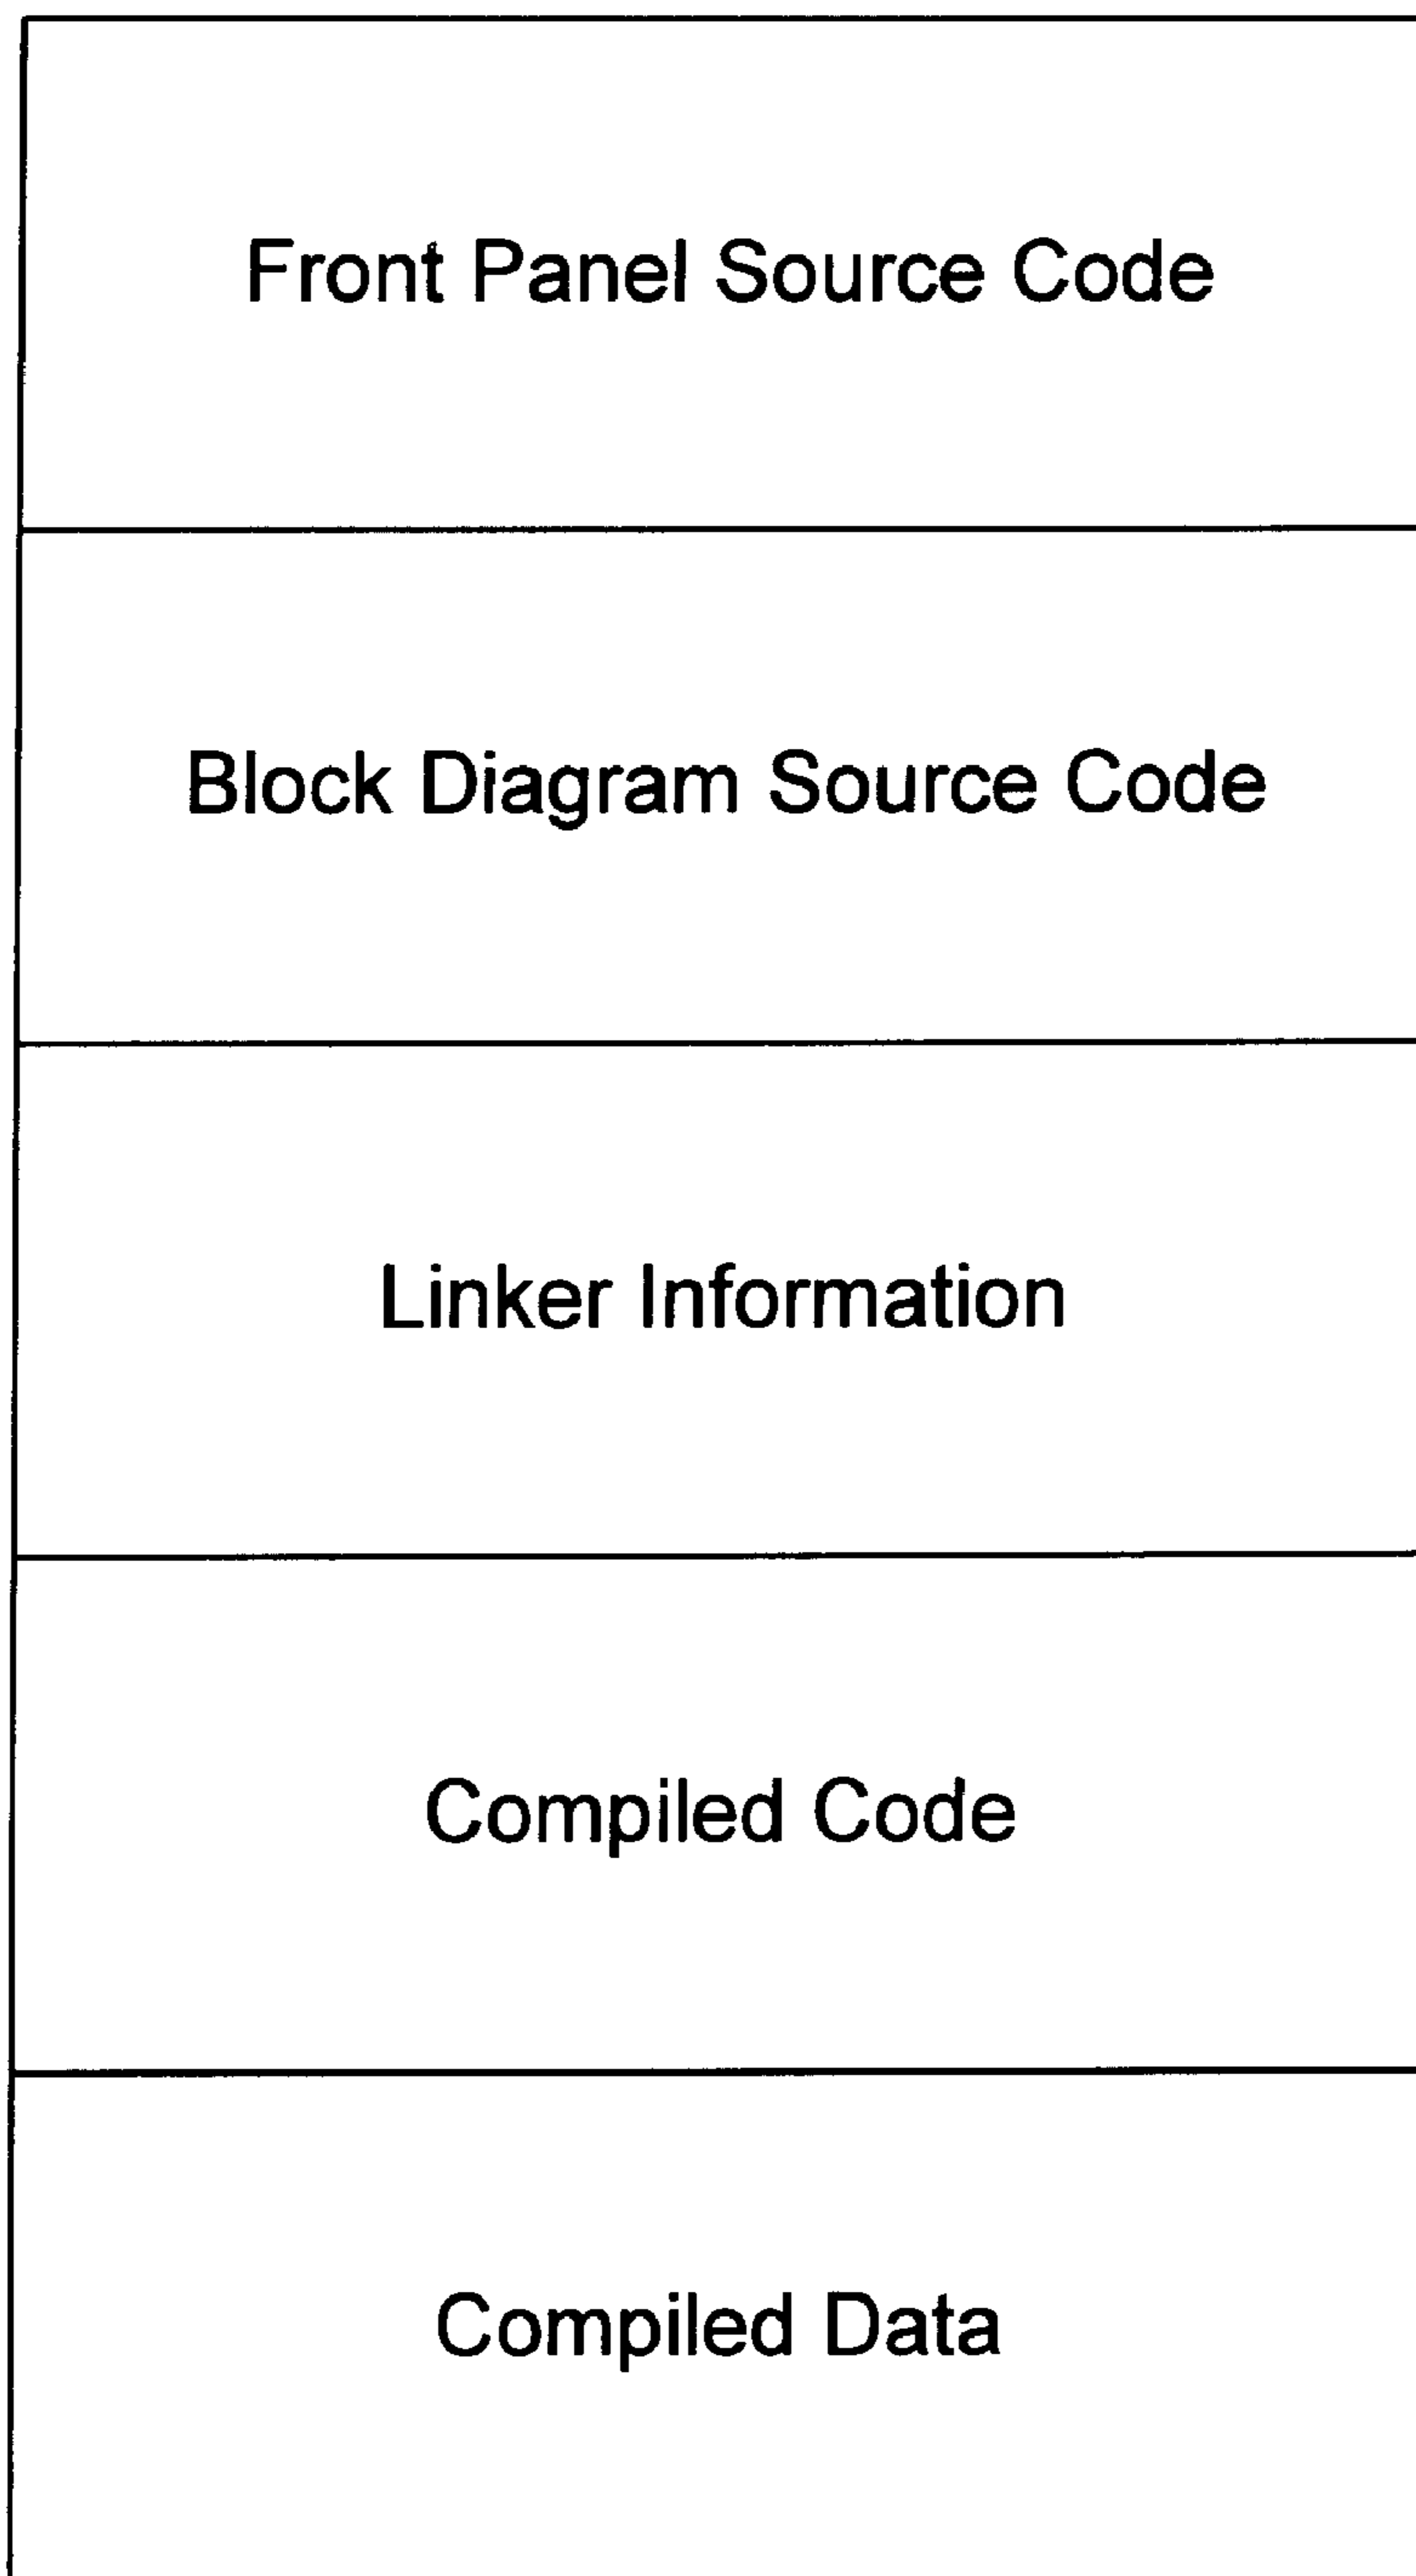 Front Panel Source Code
Block Diagram Source Code
Linker Information
Compiled Code
Compiled Data